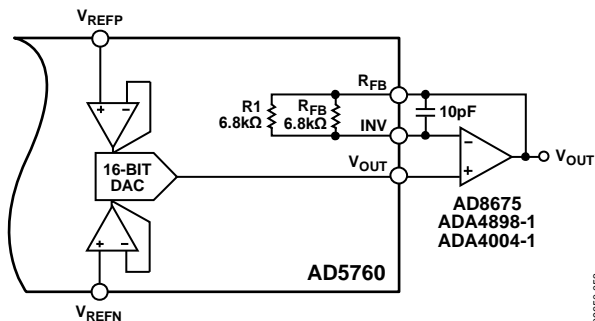 VREFP
R1
6.8kΩ
RFB
6.8kΩ
RFB
INV
VOUT
10pF
VOUT
16-BIT
DAC
AD8675
ADA4898-1
ADA4004-1
AD5760
VREFN
+
−
+
−
−
+